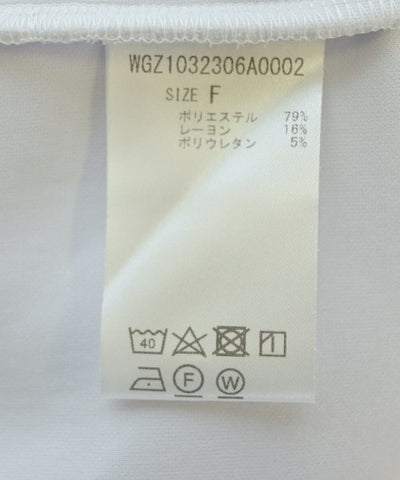 WGZ1032306A0002
SIZE F
ポリエステル 79%
レーヨン 16%
ポリウレタン 5%
40
F W